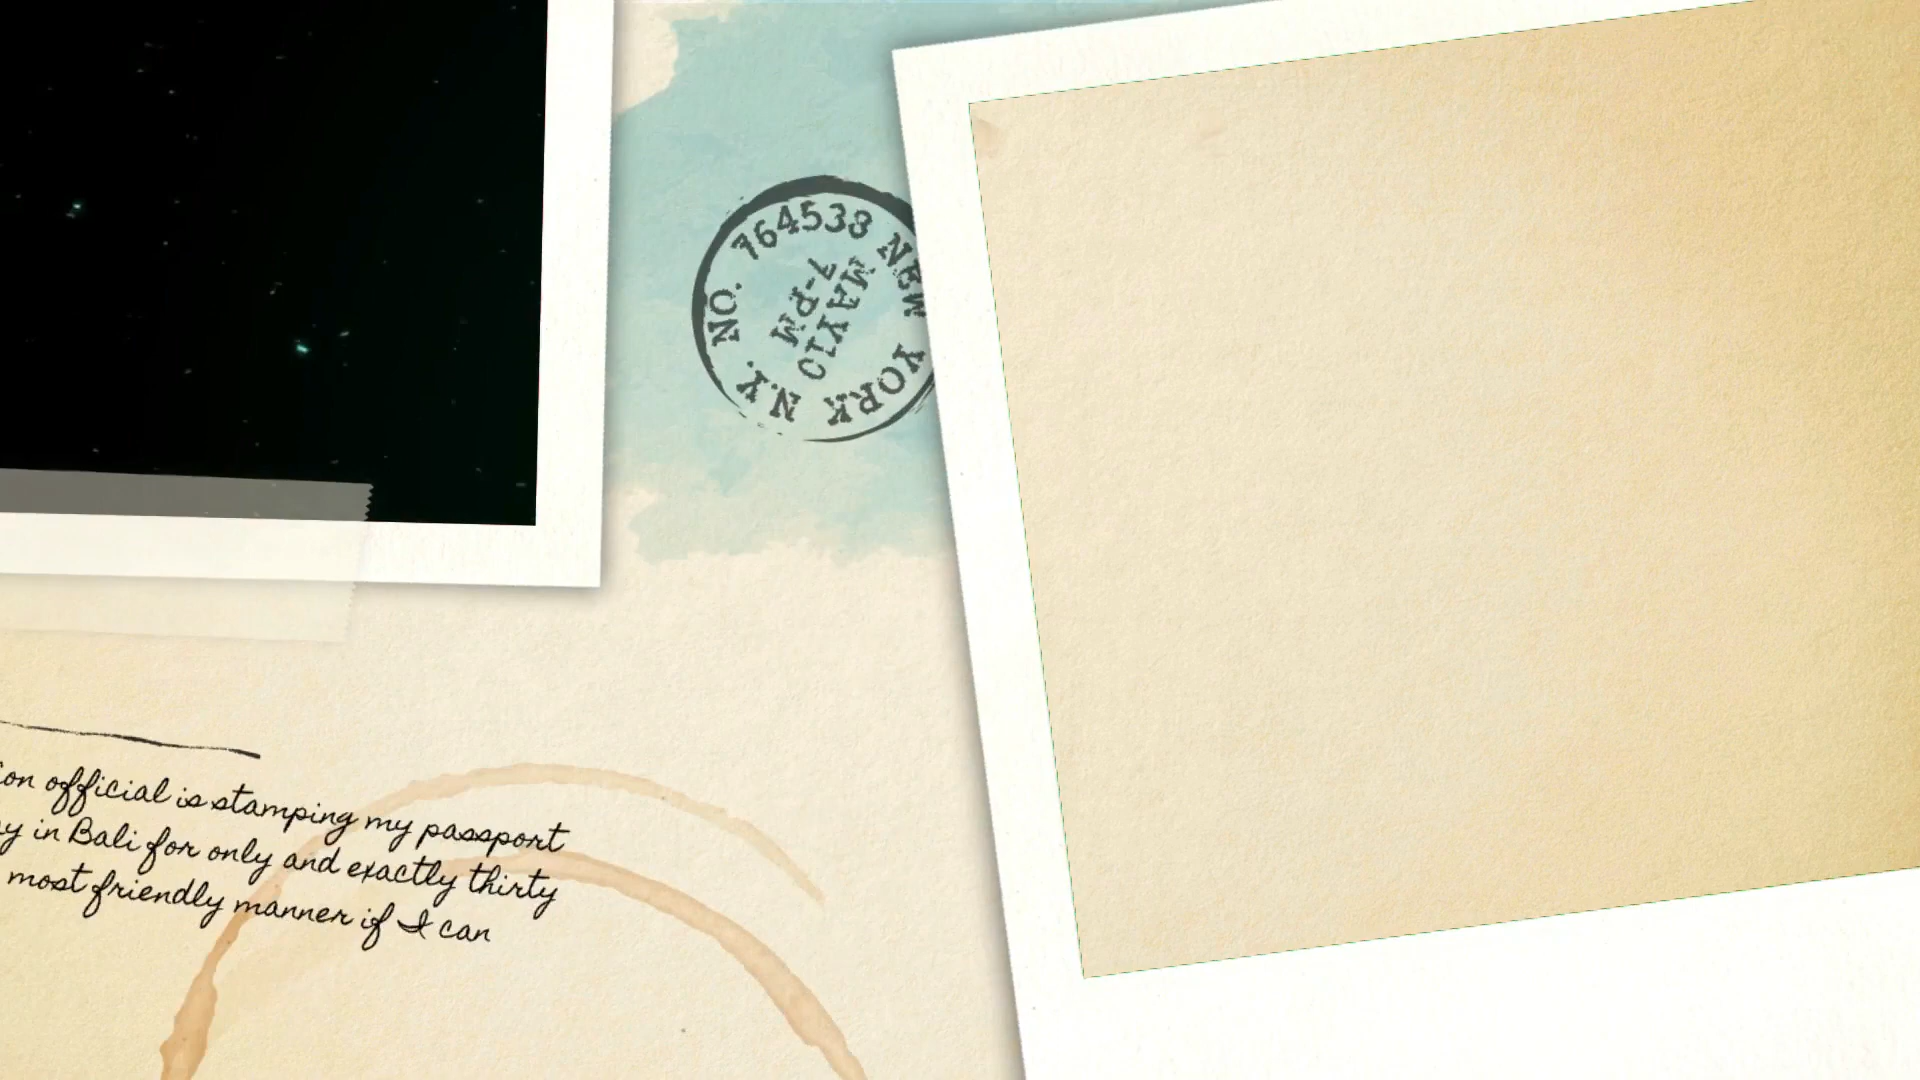 NO. 764538 NEW YORK N.Y.
MAY10
7-PM
official is stamping my passport
in Bali for only and exactly thirty
most friendly manner if I can